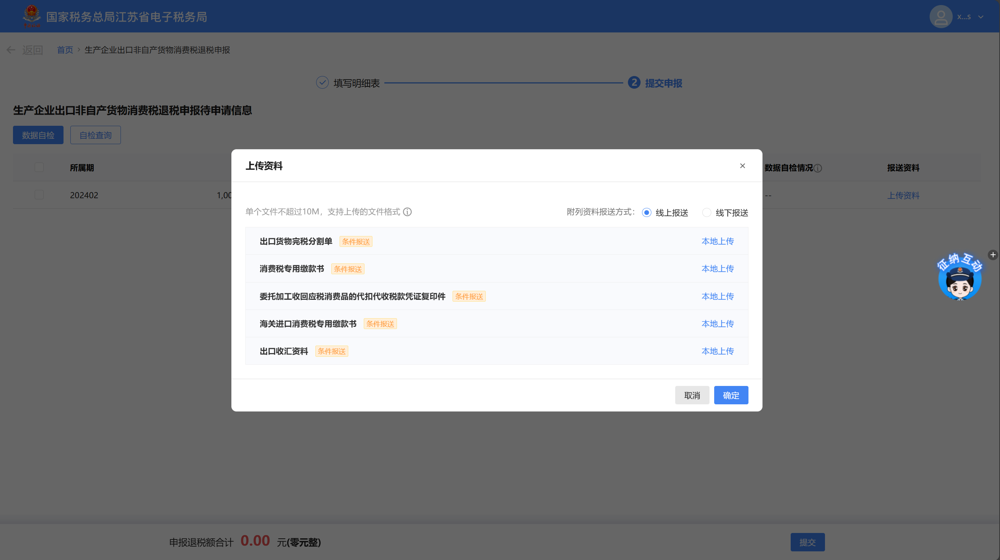 国家税务总局江苏省电子税务局
x...s
返回 首页 > 生产企业出口非自产货物消费税退税申报
填写明细表 2 提交申报
生产企业出口非自产货物消费税退税申报待申请信息
数据自检 自检查询
所属期 数据自检情况 报送资料
202402 1,00 -- 上传资料
上传资料
单个文件不超过10M，支持上传的文件格式 附列资料报送方式： 线上报送 线下报送
出口货物完税分割单 条件报送 本地上传
消费税专用缴款书 条件报送 本地上传
委托加工收回应税消费品的代扣代收税款凭证复印件 条件报送 本地上传
海关进口消费税专用缴款书 条件报送 本地上传
出口收汇资料 条件报送 本地上传
取消 确定
征纳互动
申报退税额合计 0.00 元(零元整) 提交